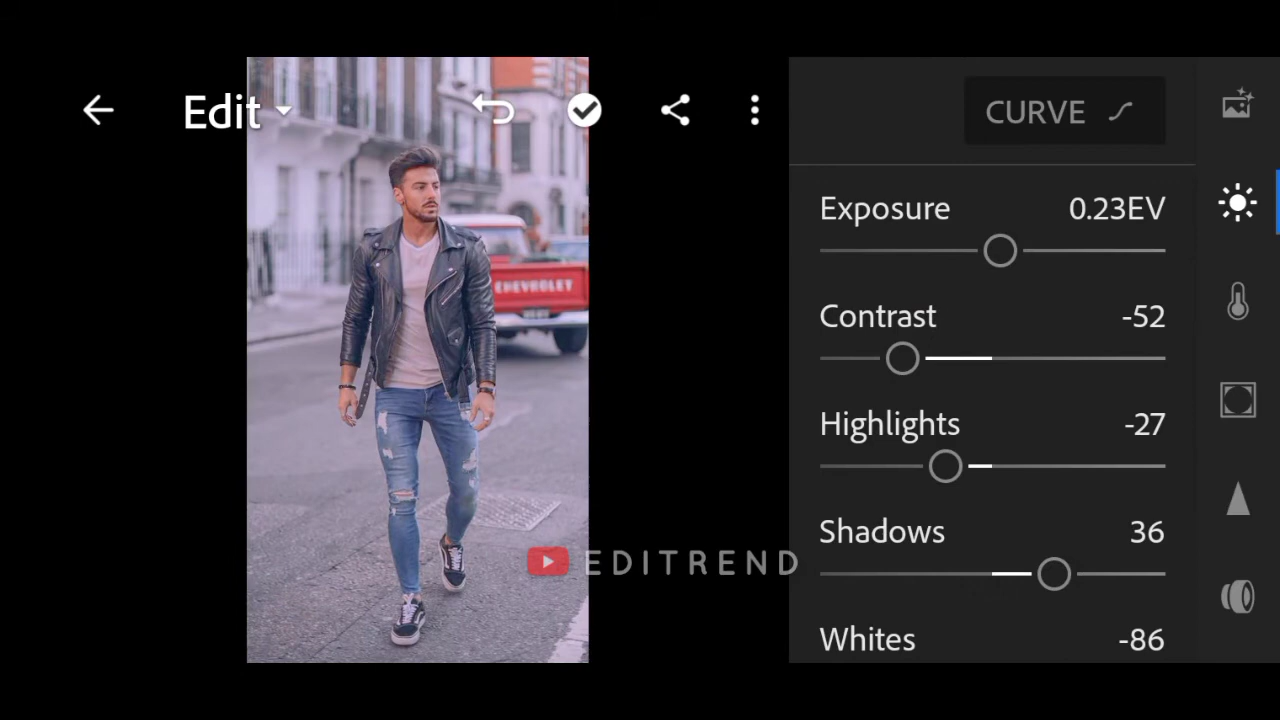 Edit
CURVE
Exposure 0.23EV
CHEVROLET
Contrast -52
Highlights -27
Shadows 36
EDITREND
Whites -86